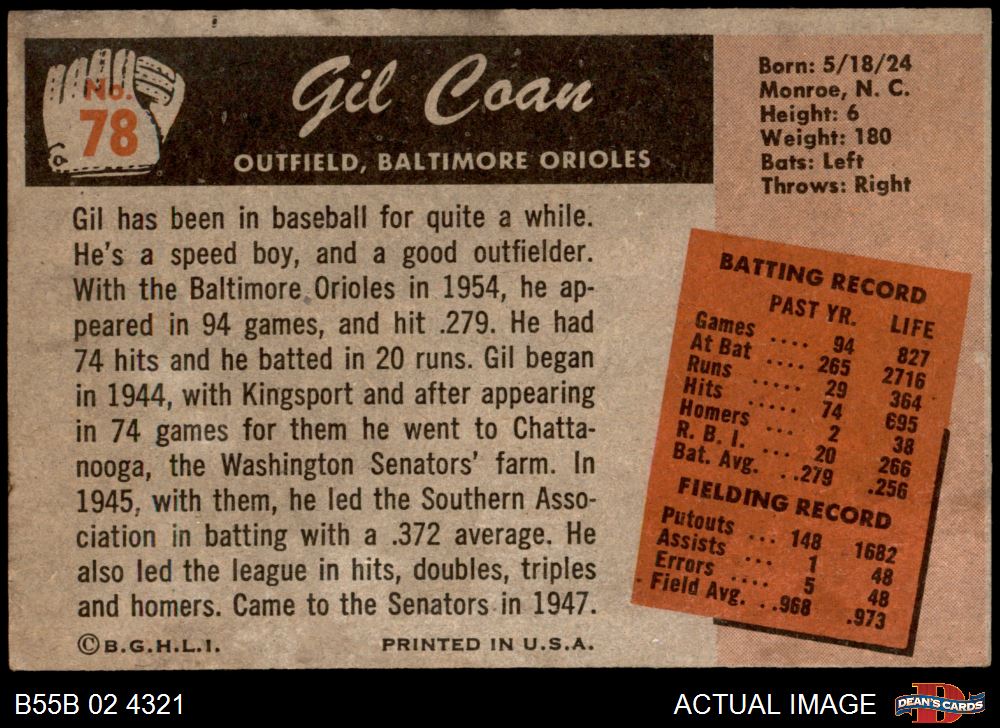 No.
78
Gil Coan
OUTFIELD, BALTIMORE ORIOLES
Born: 5/18/24
Monroe, N. C.
Height: 6
Weight: 180
Bats: Left
Throws: Right
Gil has been in baseball for quite a while.
He's a speed boy, and a good outfielder.
With the Baltimore Orioles in 1954, he ap-
peared in 94 games, and hit .279. He had
74 hits and he batted in 20 runs. Gil began
in 1944, with Kingsport and after appearing
in 74 games for them he went to Chatta-
nooga, the Washington Senators' farm. In
1945, with them, he led the Southern Asso-
ciation in batting with a .372 average. He
also led the league in hits, doubles, triples
and homers. Came to the Senators in 1947.
BATTING RECORD
PAST YR. LIFE
Games .... 94 827
At Bat .... 265 2716
Runs ..... 29 364
Hits ..... 74 695
Homers ... 2 38
R. B. I. ... 20 266
Bat. Avg. ..279 .256
FIELDING RECORD
Putouts ... 148 1682
Assists ... 1 48
Errors .... 5 48
Field Avg. ..968 .973
©B.G.H.L.I. PRINTED IN U.S.A.
B55B 02 4321
ACTUAL IMAGE
DEAN'S CARDS